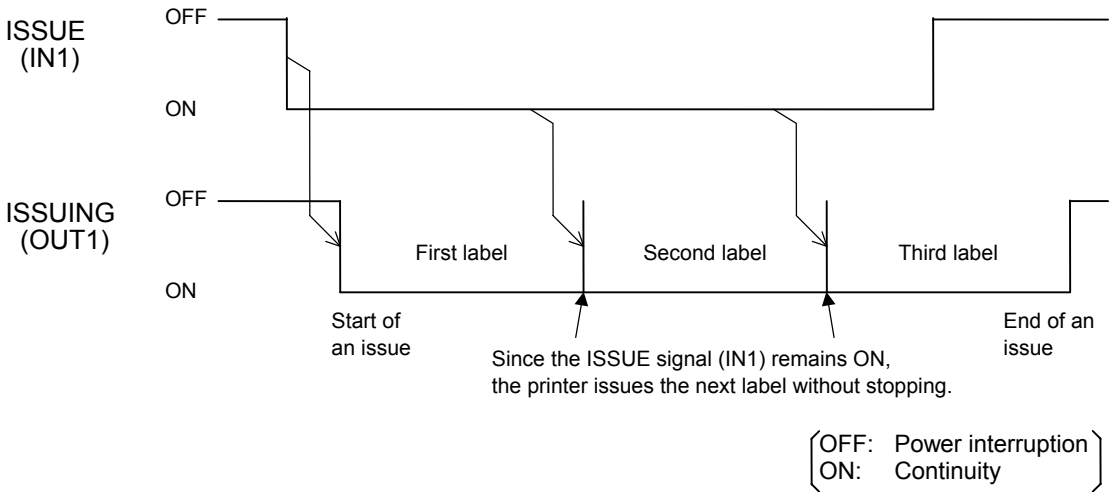 ISSUE
(IN1)
OFF
ON
ISSUING
(OUT1)
OFF
ON
First label
Second label
Third label
Start of
an issue
End of an
issue
Since the ISSUE signal (IN1) remains ON,
the printer issues the next label without stopping.
OFF: Power interruption
ON: Continuity